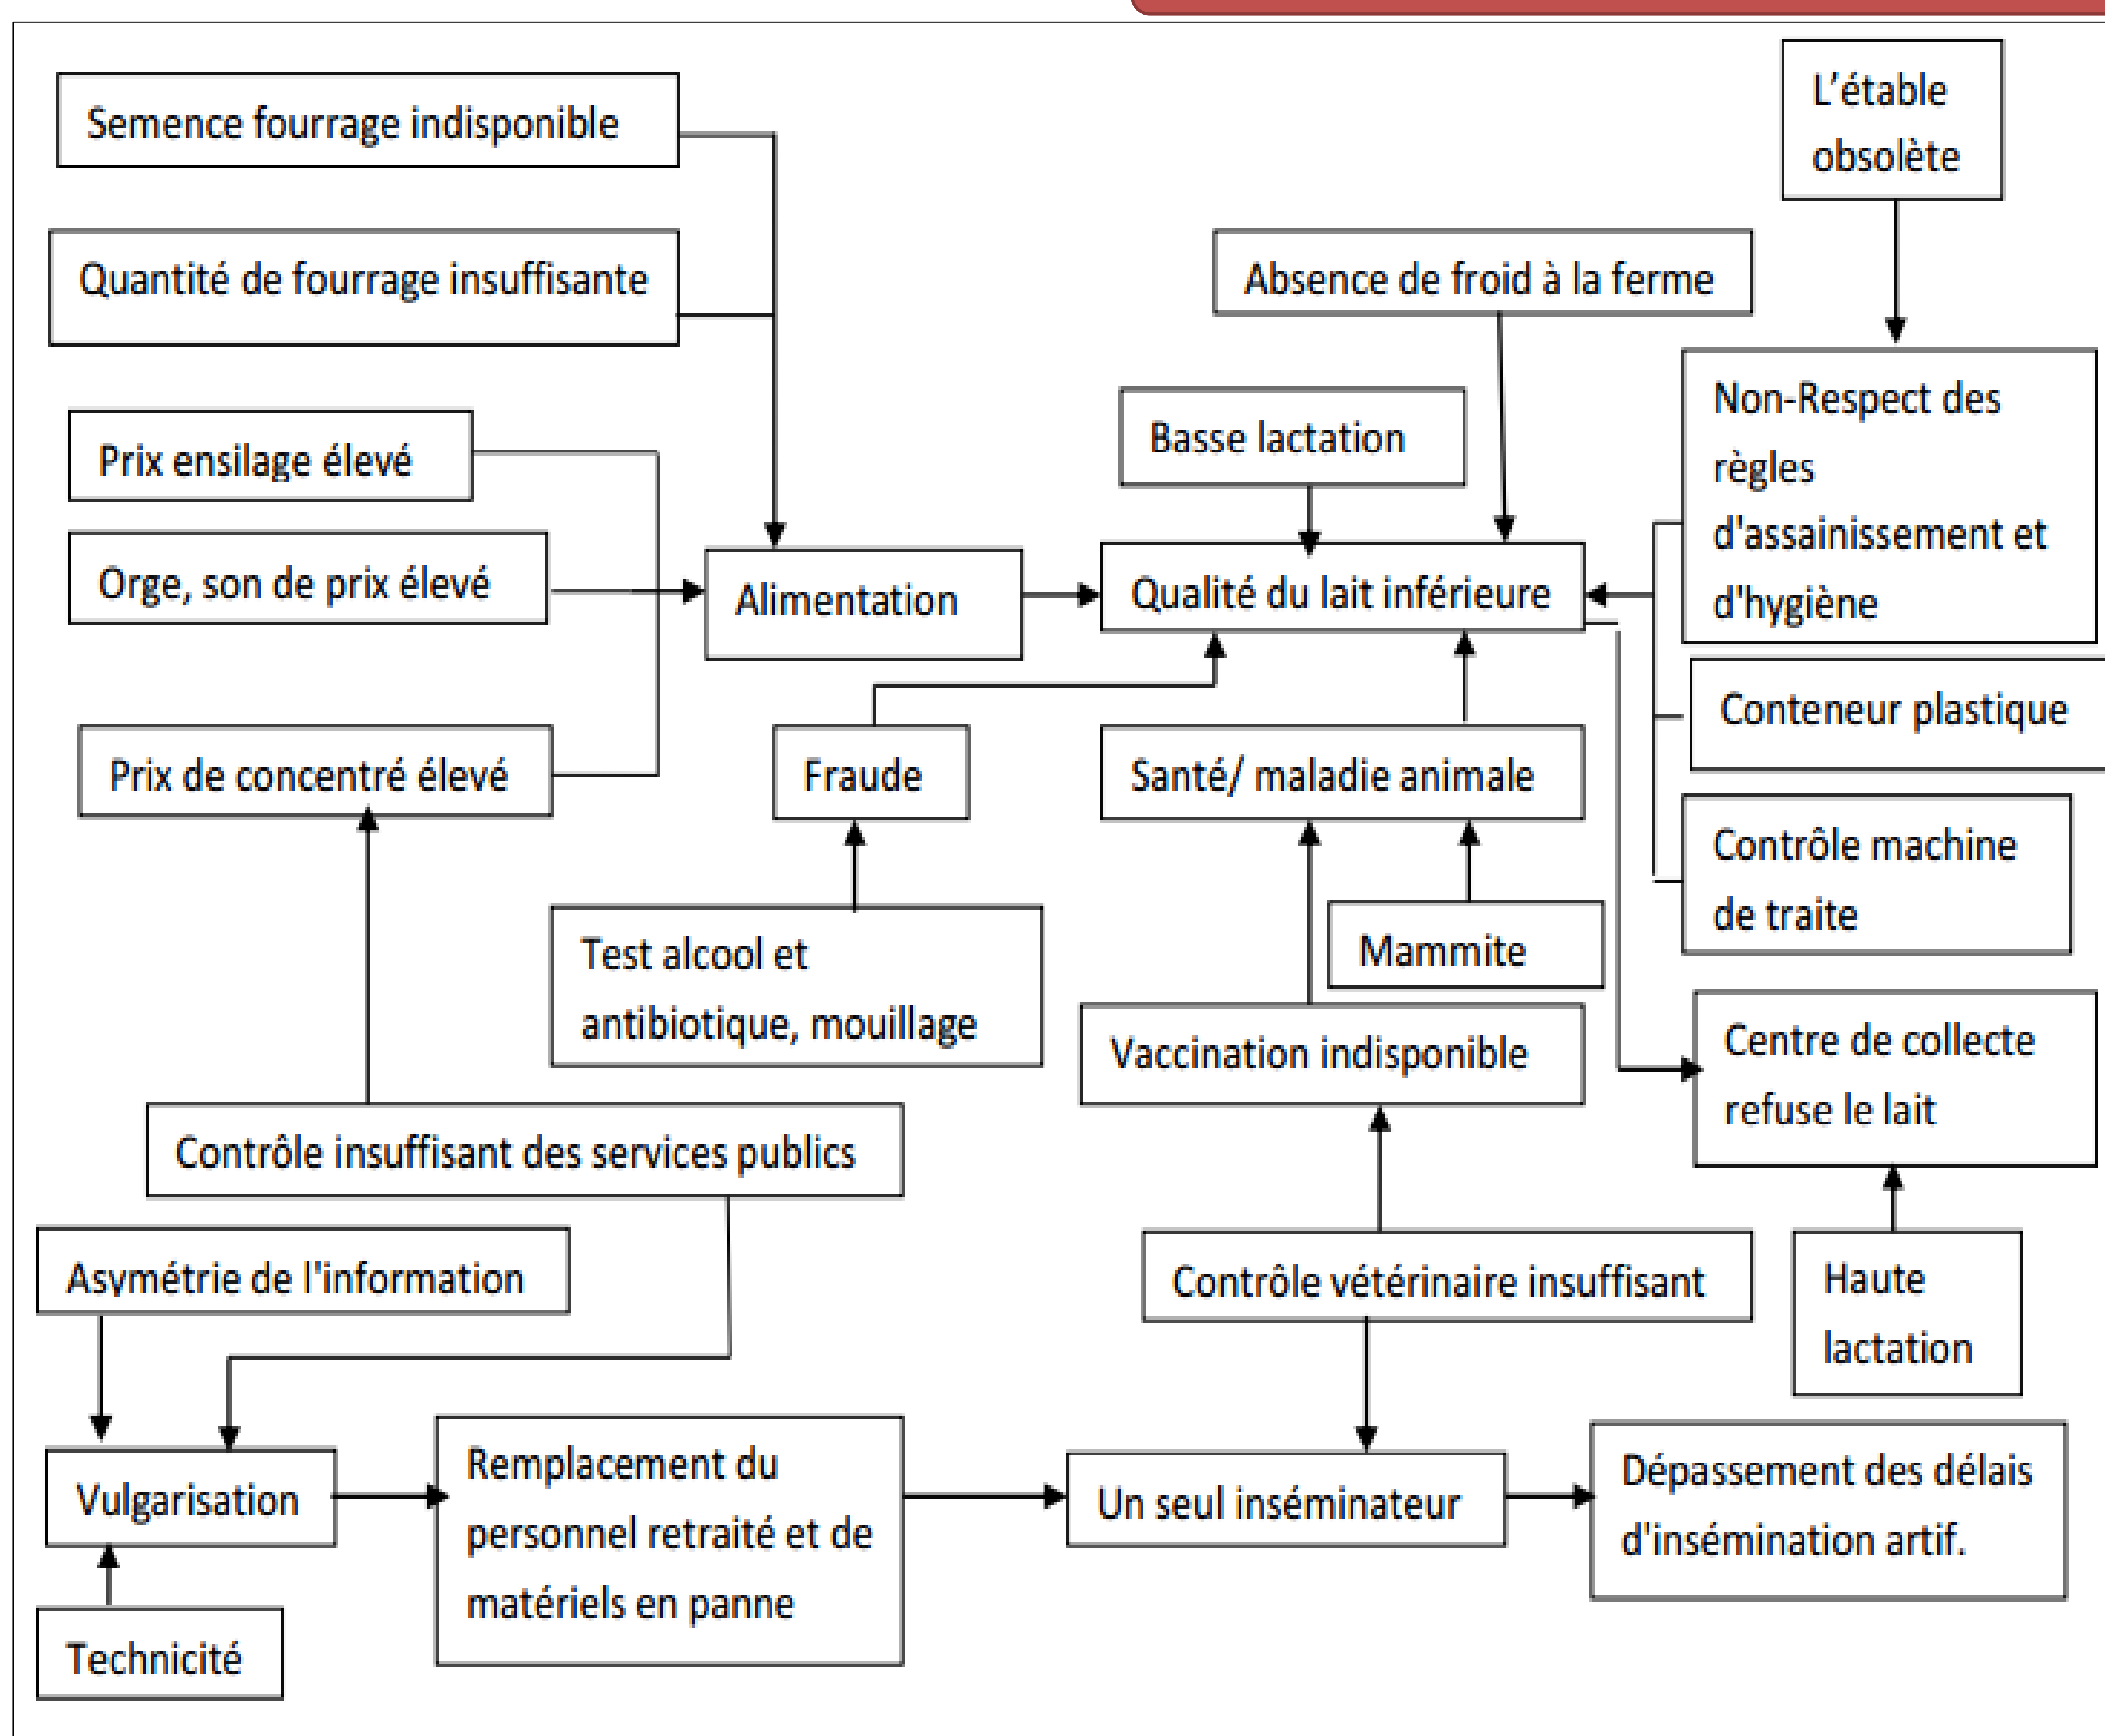 L'étable
obsolète
Semence fourrage indisponible
Quantité de fourrage insuffisante
Absence de froid à la ferme
Prix ensilage élevé
Basse lactation
Non-Respect des
règles
d'assainissement et
d'hygiène
Orge, son de prix élevé
Alimentation
Qualité du lait inférieure
Conteneur plastique
Prix de concentré élevé
Fraude
Santé/ maladie animale
Contrôle machine
de traite
Test alcool et
antibiotique, mouillage
Mammite
Vaccination indisponible
Centre de collecte
refuse le lait
Contrôle insuffisant des services publics
Asymétrie de l'information
Contrôle vétérinaire insuffisant
Haute
lactation
Vulgarisation
Remplacement du
personnel retraité et de
matériels en panne
Un seul inséminateur
Dépassement des délais
d'insémination artif.
Technicité